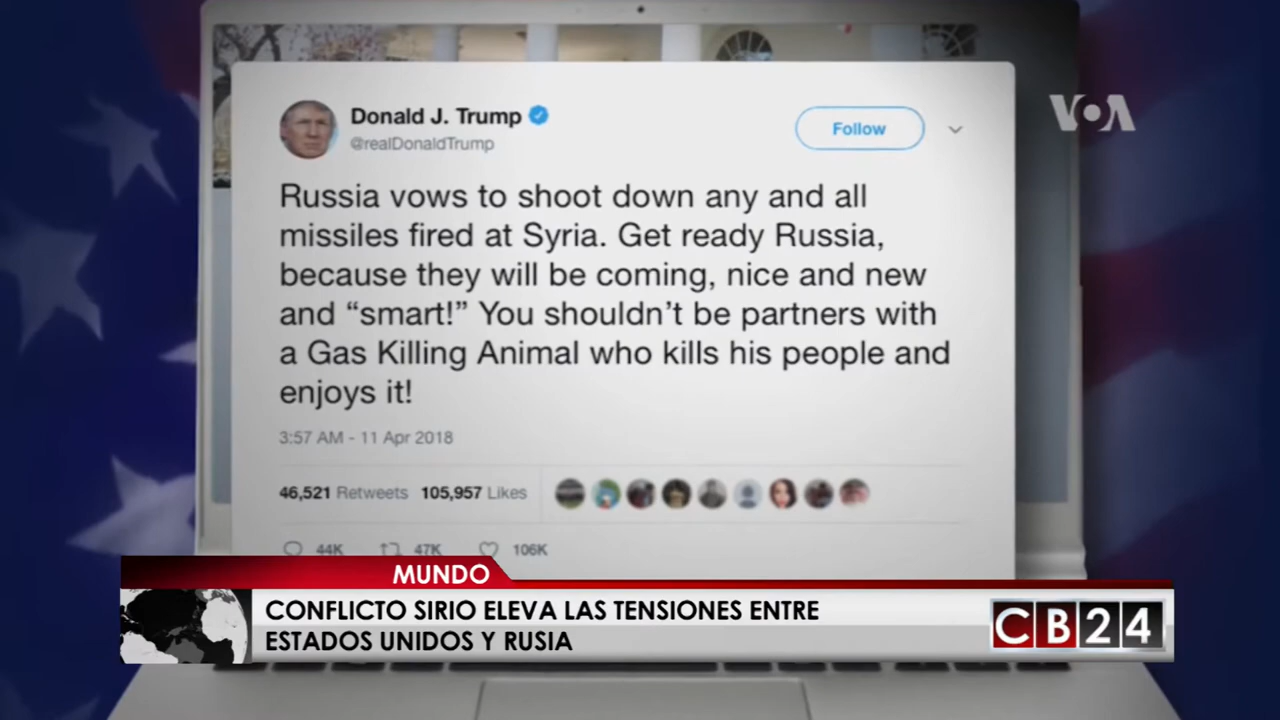 VOA
Donald J. Trump
@realDonaldTrump
Follow
Russia vows to shoot down any and all
missiles fired at Syria. Get ready Russia,
because they will be coming, nice and new
and “smart!” You shouldn’t be partners with
a Gas Killing Animal who kills his people and
enjoys it!
3:57 AM - 11 Apr 2018
46,521 Retweets 105,957 Likes
44K 47K 106K
MUNDO
CONFLICTO SIRIO ELEVA LAS TENSIONES ENTRE
ESTADOS UNIDOS Y RUSIA
CB24